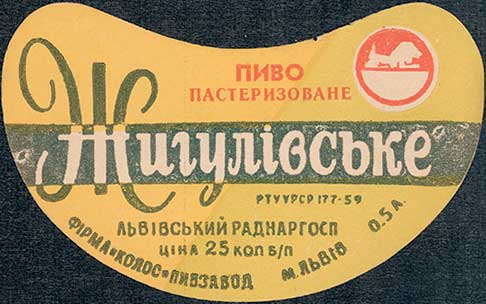 ПИВО
ПАСТЕРИЗОВАНЕ
Жигулівське
РТУУРСР 177-59
ЛЬВІВСЬКИЙ РАДНАРГОСП
ЦІНА 25 КОП Б/П
ФІРМА "КОЛОС" ПИВЗАВОД М. ЛЬВІВ 0.5 Л.